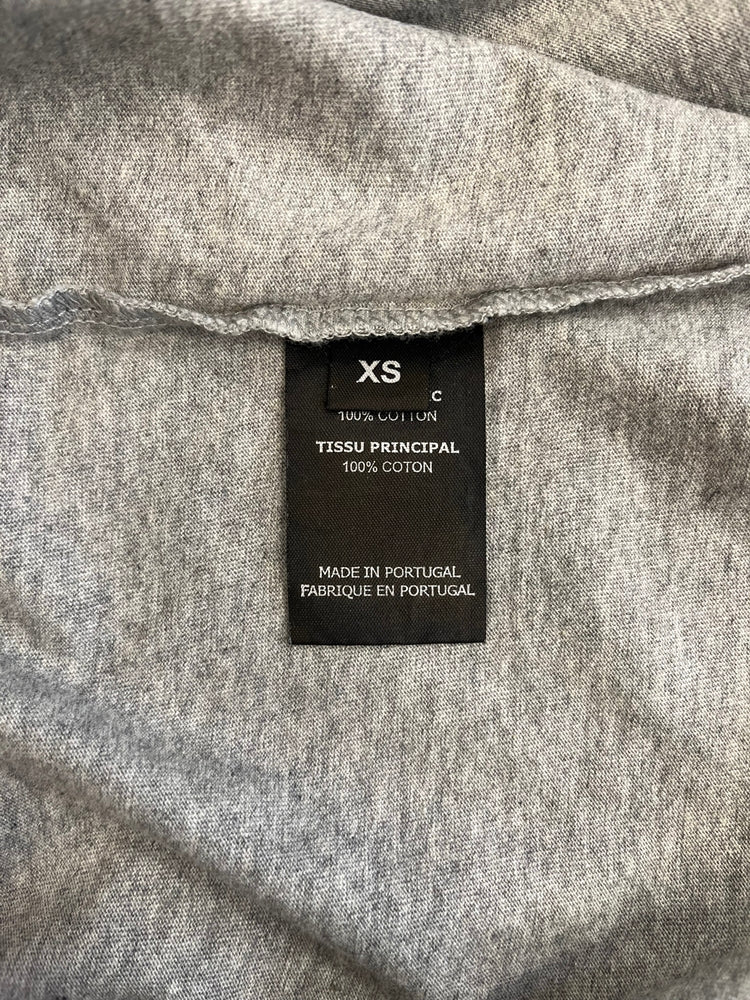 XS
C
100% COTTON
TISSU PRINCIPAL
100% COTON
MADE IN PORTUGAL
FABRIQUE EN PORTUGAL